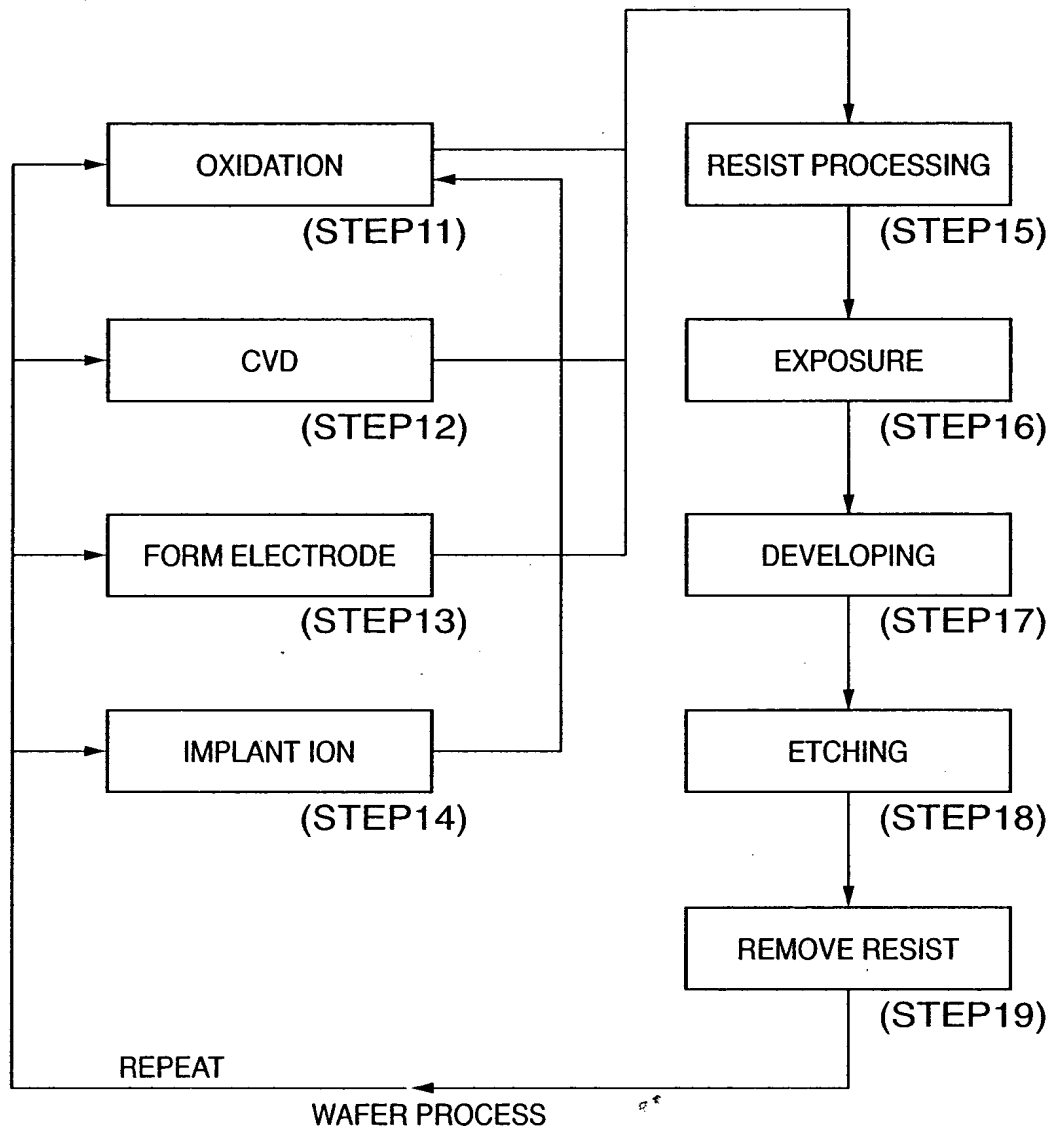 OXIDATION
(STEP11)
CVD
(STEP12)
FORM ELECTRODE
(STEP13)
IMPLANT ION
(STEP14)
RESIST PROCESSING
(STEP15)
EXPOSURE
(STEP16)
DEVELOPING
(STEP17)
ETCHING
(STEP18)
REMOVE RESIST
(STEP19)
REPEAT
WAFER PROCESS